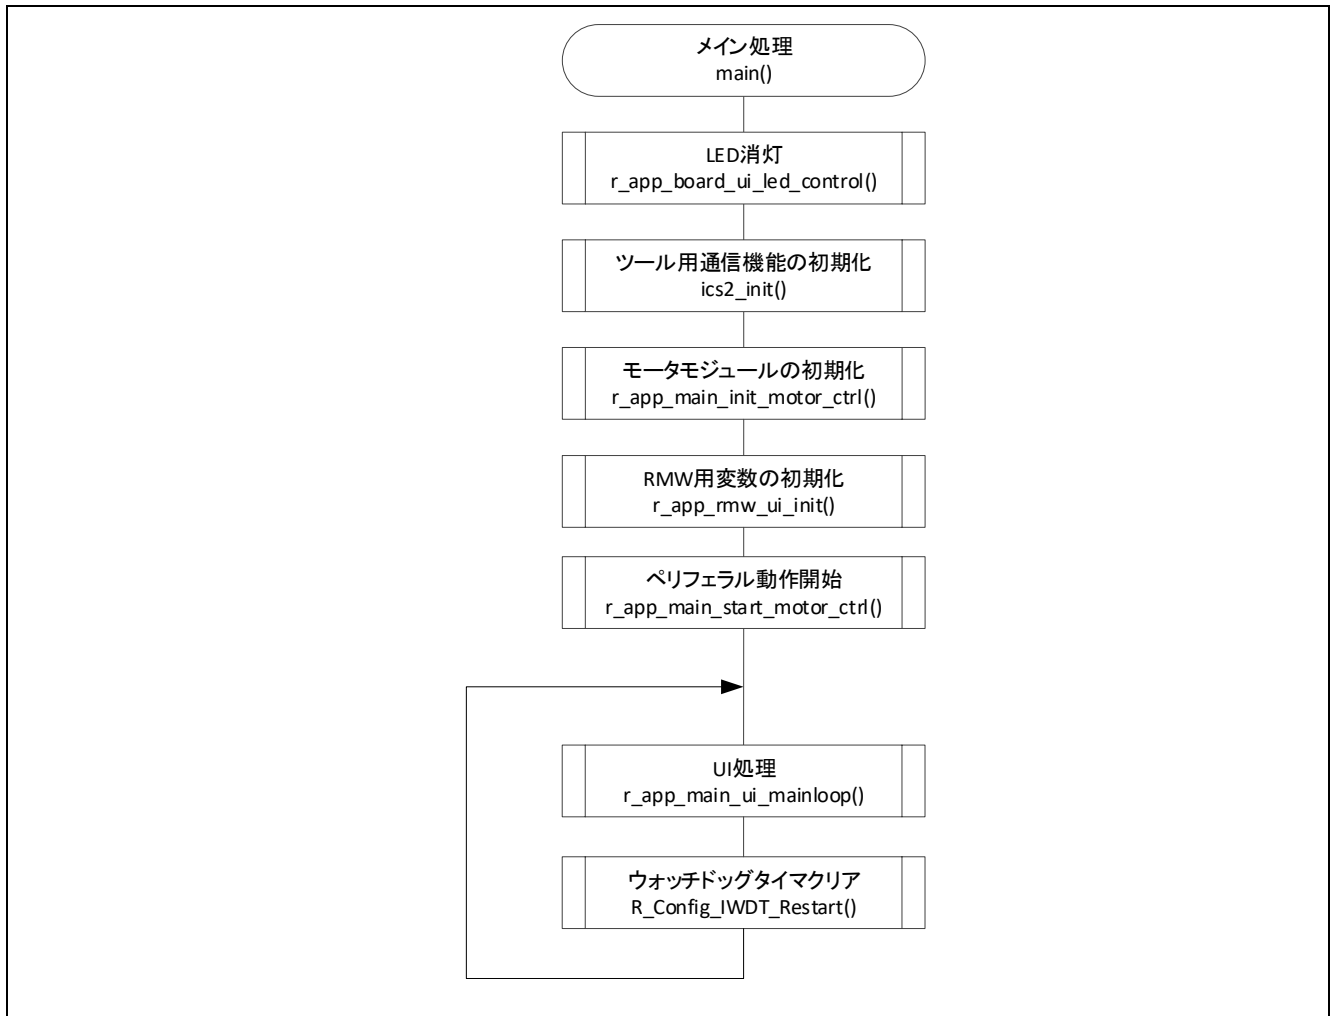 メイン処理
main()
LED消灯
r_app_board_ui_led_control()
ツール用通信機能の初期化
ics2_init()
モータモジュールの初期化
r_app_main_init_motor_ctrl()
RMW用変数の初期化
r_app_rmw_ui_init()
ペリフェラル動作開始
r_app_main_start_motor_ctrl()
UI処理
r_app_main_ui_mainloop()
ウォッチドッグタイマクリア
R_Config_IWDT_Restart()